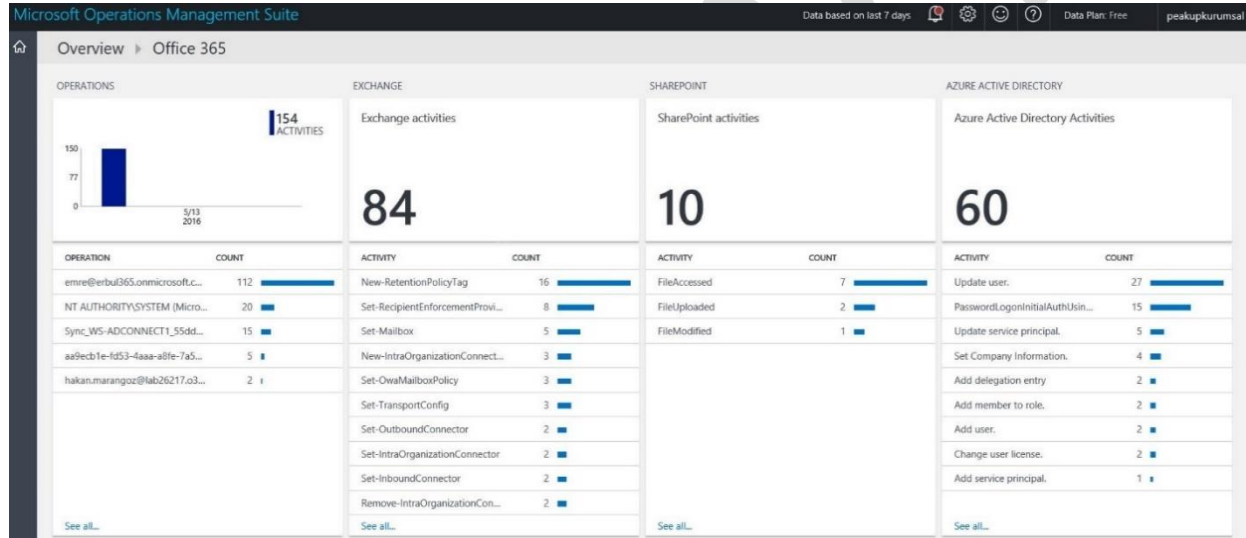 Microsoft Operations Management Suite
Data based on last 7 days
Data Plan: Free
peakupkurumsal
Overview Office 365
OPERATIONS
154
ACTIVITIES
150
77
0
5/13
2016
OPERATION COUNT
emre@erbul365.onmicrosoft.c... 112
NT AUTHORITY\SYSTEM (Micro... 20
Sync_WS-ADCONNECT1_55dd... 15
aa9ecb1e-fd53-4aaa-a8fe-7a5... 5
hakan.marangoz@lab26217.o3... 2
See all...
EXCHANGE
Exchange activities
84
ACTIVITY COUNT
New-RetentionPolicyTag 16
Set-RecipientEnforcementProvi... 8
Set-Mailbox 5
New-IntraOrganizationConnect... 3
Set-OwaMailboxPolicy 3
Set-TransportConfig 3
Set-OutboundConnector 2
Set-IntraOrganizationConnector 2
Set-InboundConnector 2
Remove-IntraOrganizationCon... 2
See all...
SHAREPOINT
SharePoint activities
10
ACTIVITY COUNT
FileAccessed 7
FileUploaded 2
FileModified 1
See all...
AZURE ACTIVE DIRECTORY
Azure Active Directory Activities
60
ACTIVITY COUNT
Update user. 27
PasswordLogonInitialAuthUsin... 15
Update service principal. 5
Set Company Information. 4
Add delegation entry 2
Add member to role. 2
Add user. 2
Change user license. 2
Add service principal. 1
See all...